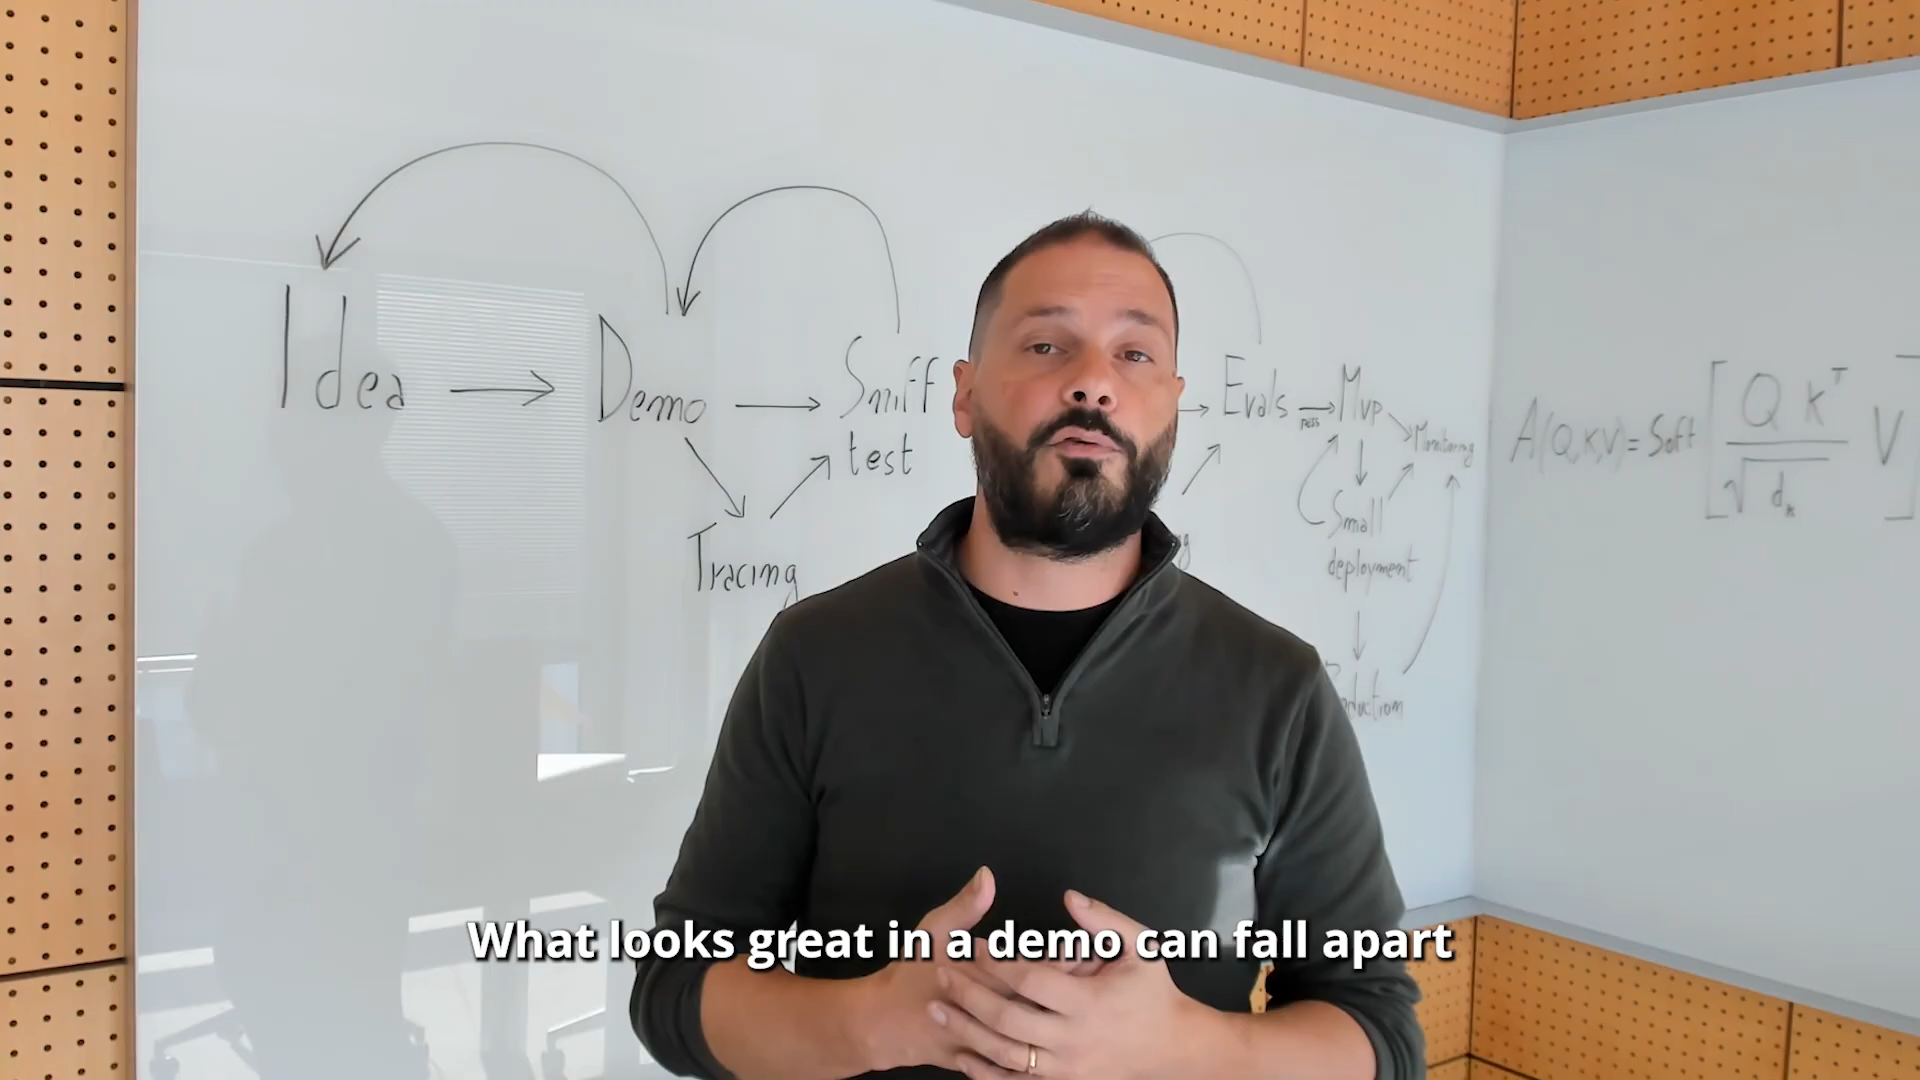 Idea
Demo
Sniff
test
Tracing
Evals
pass
MVP
Monitoring
Small
deployment
A(Q,K,V)= Soft [ Q K^T / √d_k V ]
What looks great in a demo can fall apart